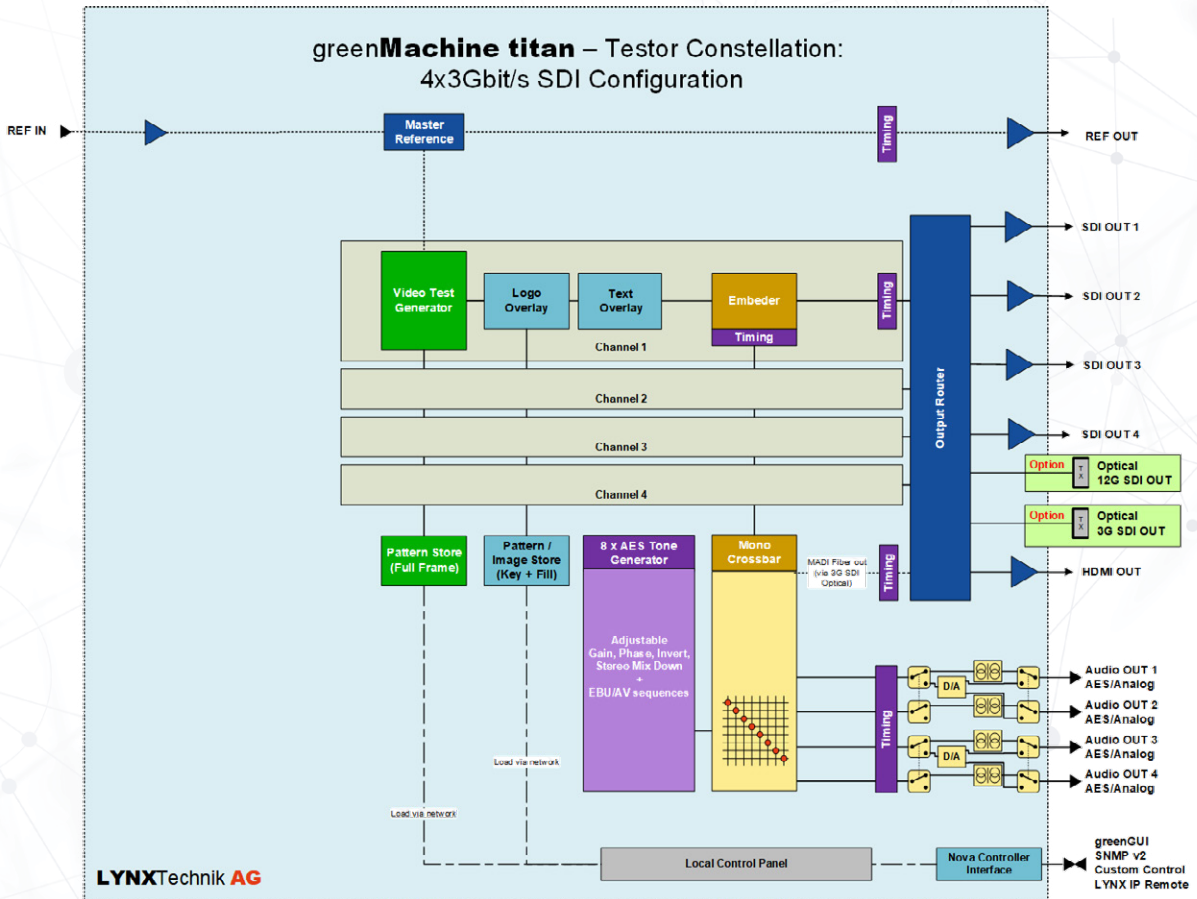 greenMachine titan – Testor Constellation:
4x3Gbit/s SDI Configuration
REF IN
Master
Reference
Timing
REF OUT
Video Test
Generator
Logo
Overlay
Text
Overlay
Embeder
Timing
Timing
Channel 1
Channel 2
Channel 3
Channel 4
Output Router
SDI OUT 1
SDI OUT 2
SDI OUT 3
SDI OUT 4
Option
TX
Optical
12G SDI OUT
Option
TX
Optical
3G SDI OUT
HDMI OUT
Pattern Store
(Full Frame)
Pattern /
Image Store
(Key + Fill)
8 x AES Tone
Generator
Mono
Crossbar
MADI Fiber out
(via 3G SDI
Optical)
Timing
Adjustable
Gain, Phase, Invert,
Stereo Mix Down
+
EBU/AV sequences
Timing
D/A
D/A
Audio OUT 1
AES/Analog
Audio OUT 2
AES/Analog
Audio OUT 3
AES/Analog
Audio OUT 4
AES/Analog
Load via network
Load via network
Local Control Panel
Nova Controller
Interface
greenGUI
SNMP v2
Custom Control
LYNX IP Remote
LYNXTechnik AG